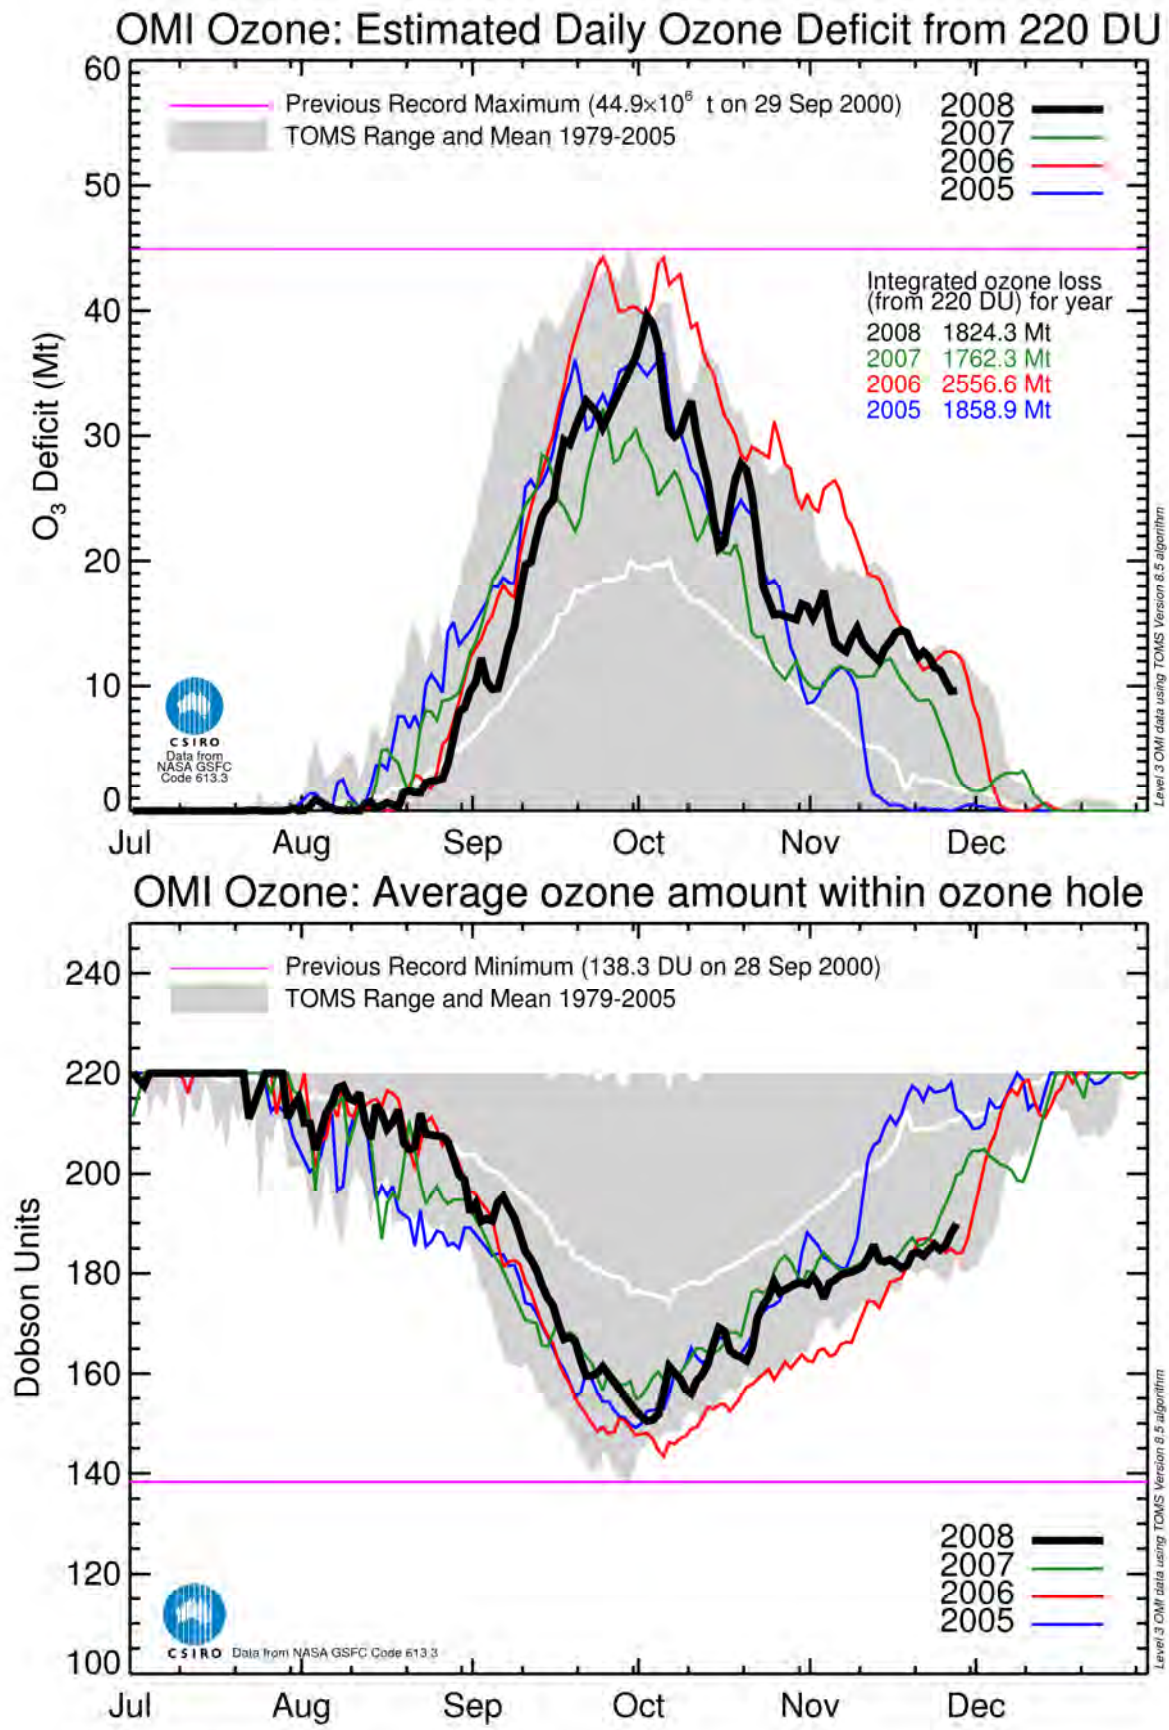 OMI Ozone: Estimated Daily Ozone Deficit from 220 DU
60
50
40
30
20
10
0
O₃ Deficit (Mt)
Previous Record Maximum (44.9×10⁶ t on 29 Sep 2000)
TOMS Range and Mean 1979-2005
2008
2007
2006
2005
Integrated ozone loss
(from 220 DU) for year
2008 1824.3 Mt
2007 1762.3 Mt
2006 2556.6 Mt
2005 1858.9 Mt
CSIRO
Data from
NASA GSFC
Code 613.3
Level 3 OMI data using TOMS Version 8.5 algorithm
Jul Aug Sep Oct Nov Dec
OMI Ozone: Average ozone amount within ozone hole
240
220
200
180
160
140
120
100
Dobson Units
Previous Record Minimum (138.3 DU on 28 Sep 2000)
TOMS Range and Mean 1979-2005
2008
2007
2006
2005
CSIRO Data from NASA GSFC Code 613.3
Level 3 OMI data using TOMS Version 8.5 algorithm
Jul Aug Sep Oct Nov Dec